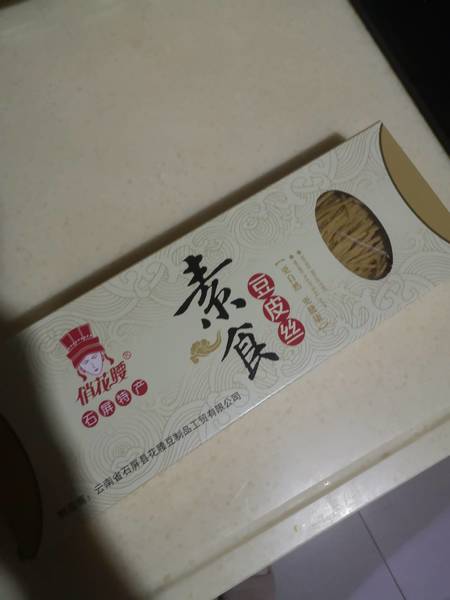 素食
豆皮丝
俏花腰®
石屏特产
云南省石屏县花腰豆制品工贸有限公司